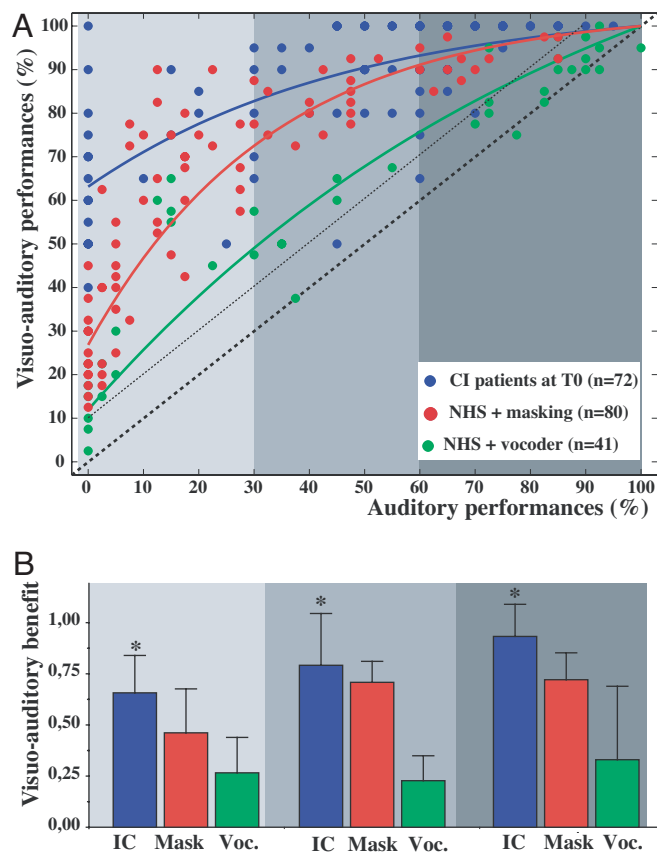 A
Visuo-auditory performances (%)
100
90
80
70
60
50
40
30
20
10
0
CI patients at T0 (n=72)
NHS + masking (n=80)
NHS + vocoder (n=41)
0 10 20 30 40 50 60 70 80 90 100
Auditory performances (%)
B
Visuo-auditory benefit
1,00
0,75
0,50
0,25
0,00
* * *
IC Mask Voc. IC Mask Voc. IC Mask Voc.